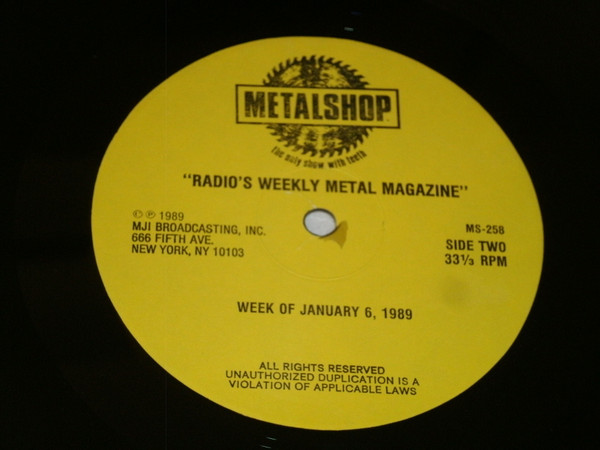 METALSHOP
The only show with teeth
"RADIO'S WEEKLY METAL MAGAZINE"
© ℗ 1989
MJI BROADCASTING, INC.
666 FIFTH AVE.
NEW YORK, NY 10103
MS-258
SIDE TWO
33⅓ RPM
WEEK OF JANUARY 6, 1989
ALL RIGHTS RESERVED
UNAUTHORIZED DUPLICATION IS A
VIOLATION OF APPLICABLE LAWS